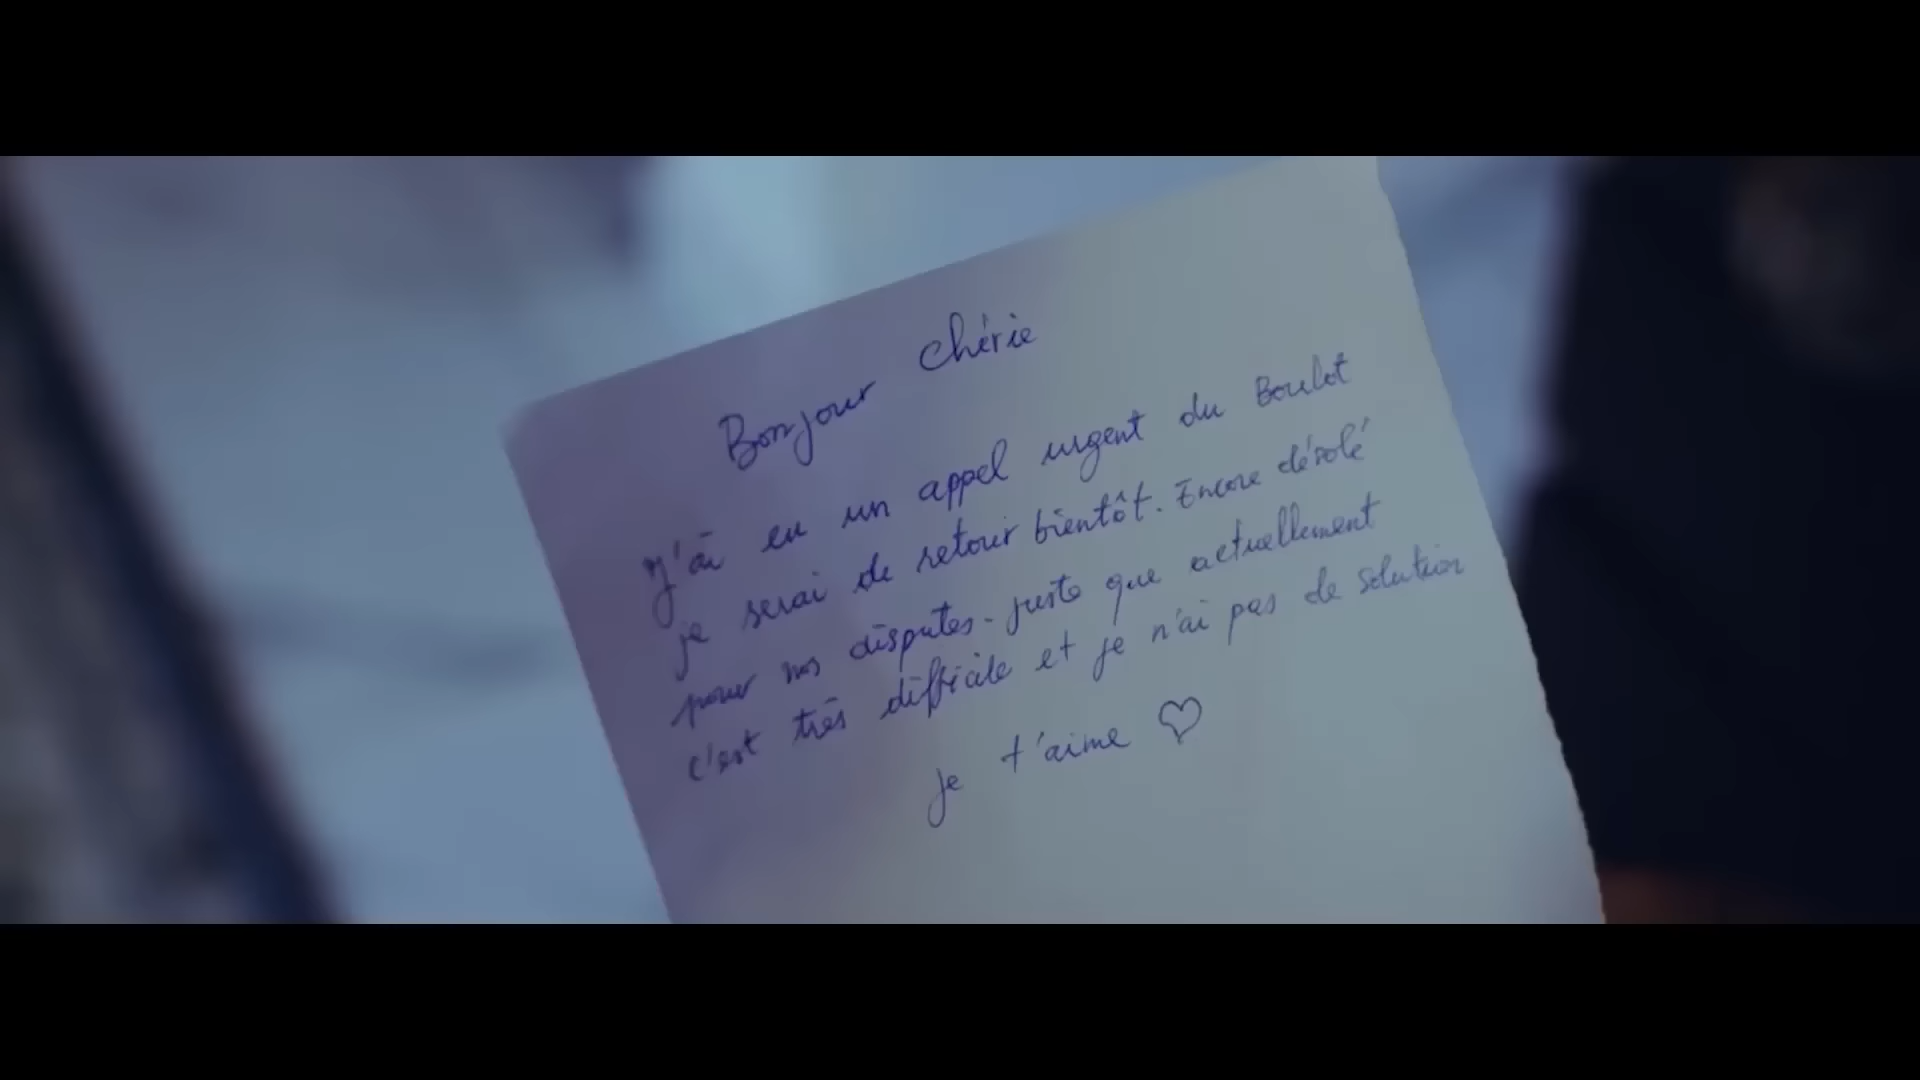 Bonjour chérie
J'ai eu un appel urgent du Boulot
je serai de retour bientôt. Encore désolé
pour nos disputes. juste que actuellement
c'est très difficile et je n'ai pas de solution
je t'aime ♡